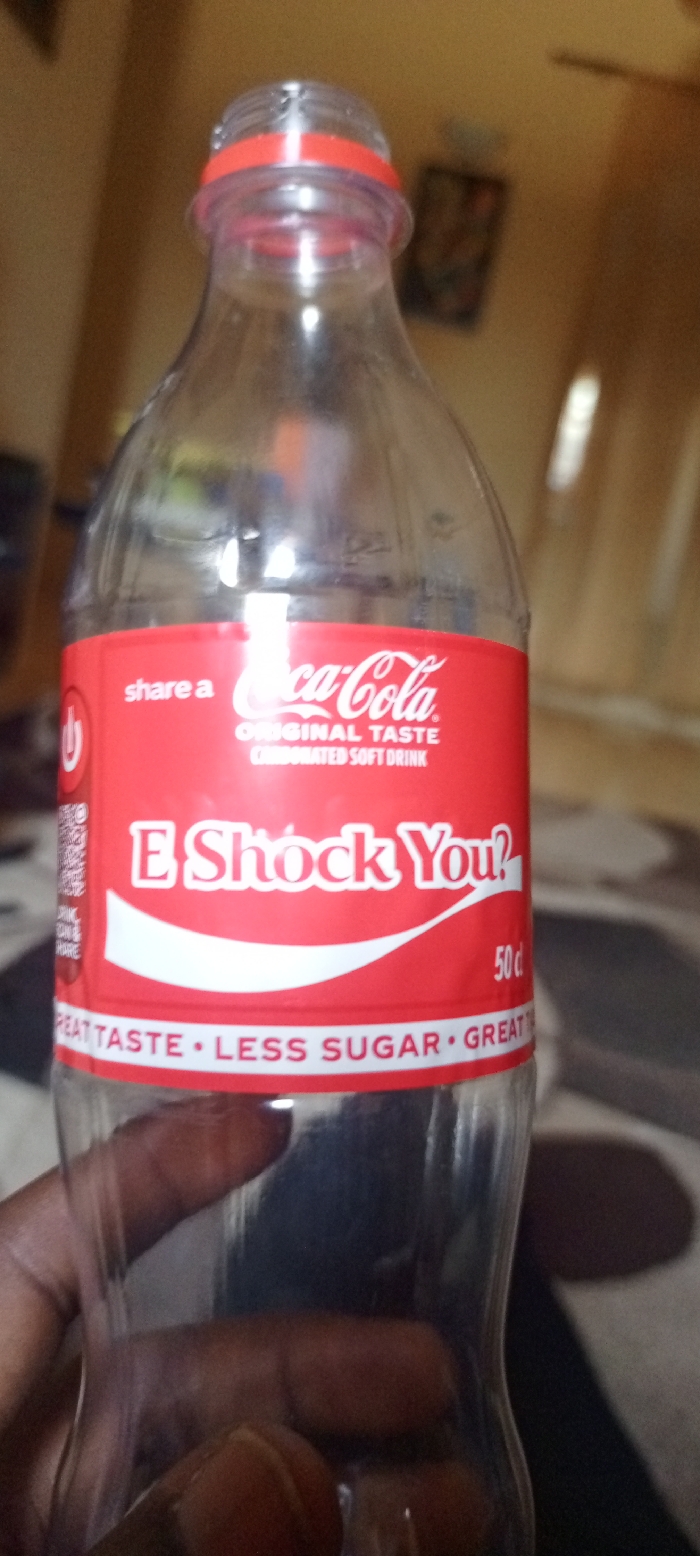 share a Coca-Cola
ORIGINAL TASTE
CARBONATED SOFT DRINK
E Shock You?
50 cl
TASTE • LESS SUGAR • GREAT